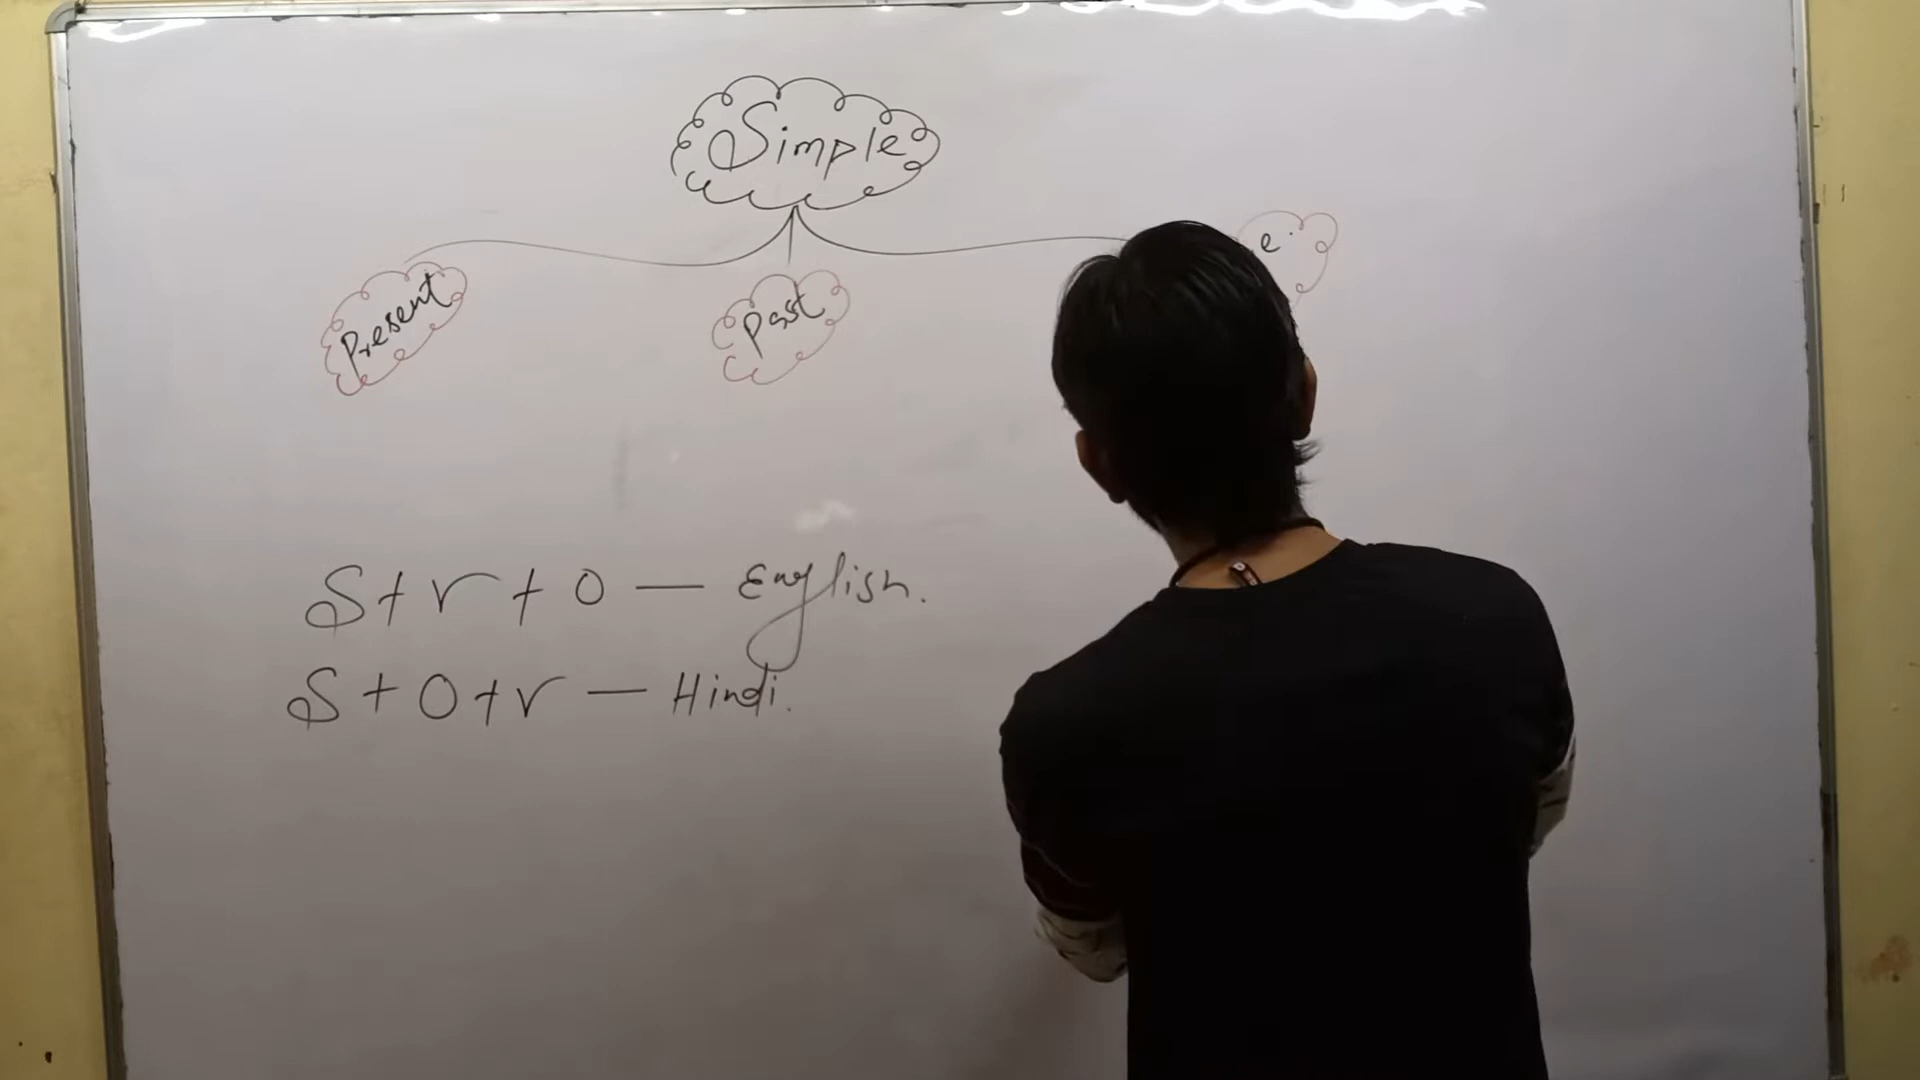 Simple
Present
Past
S + V + O — English.
S + O + V — Hindi.